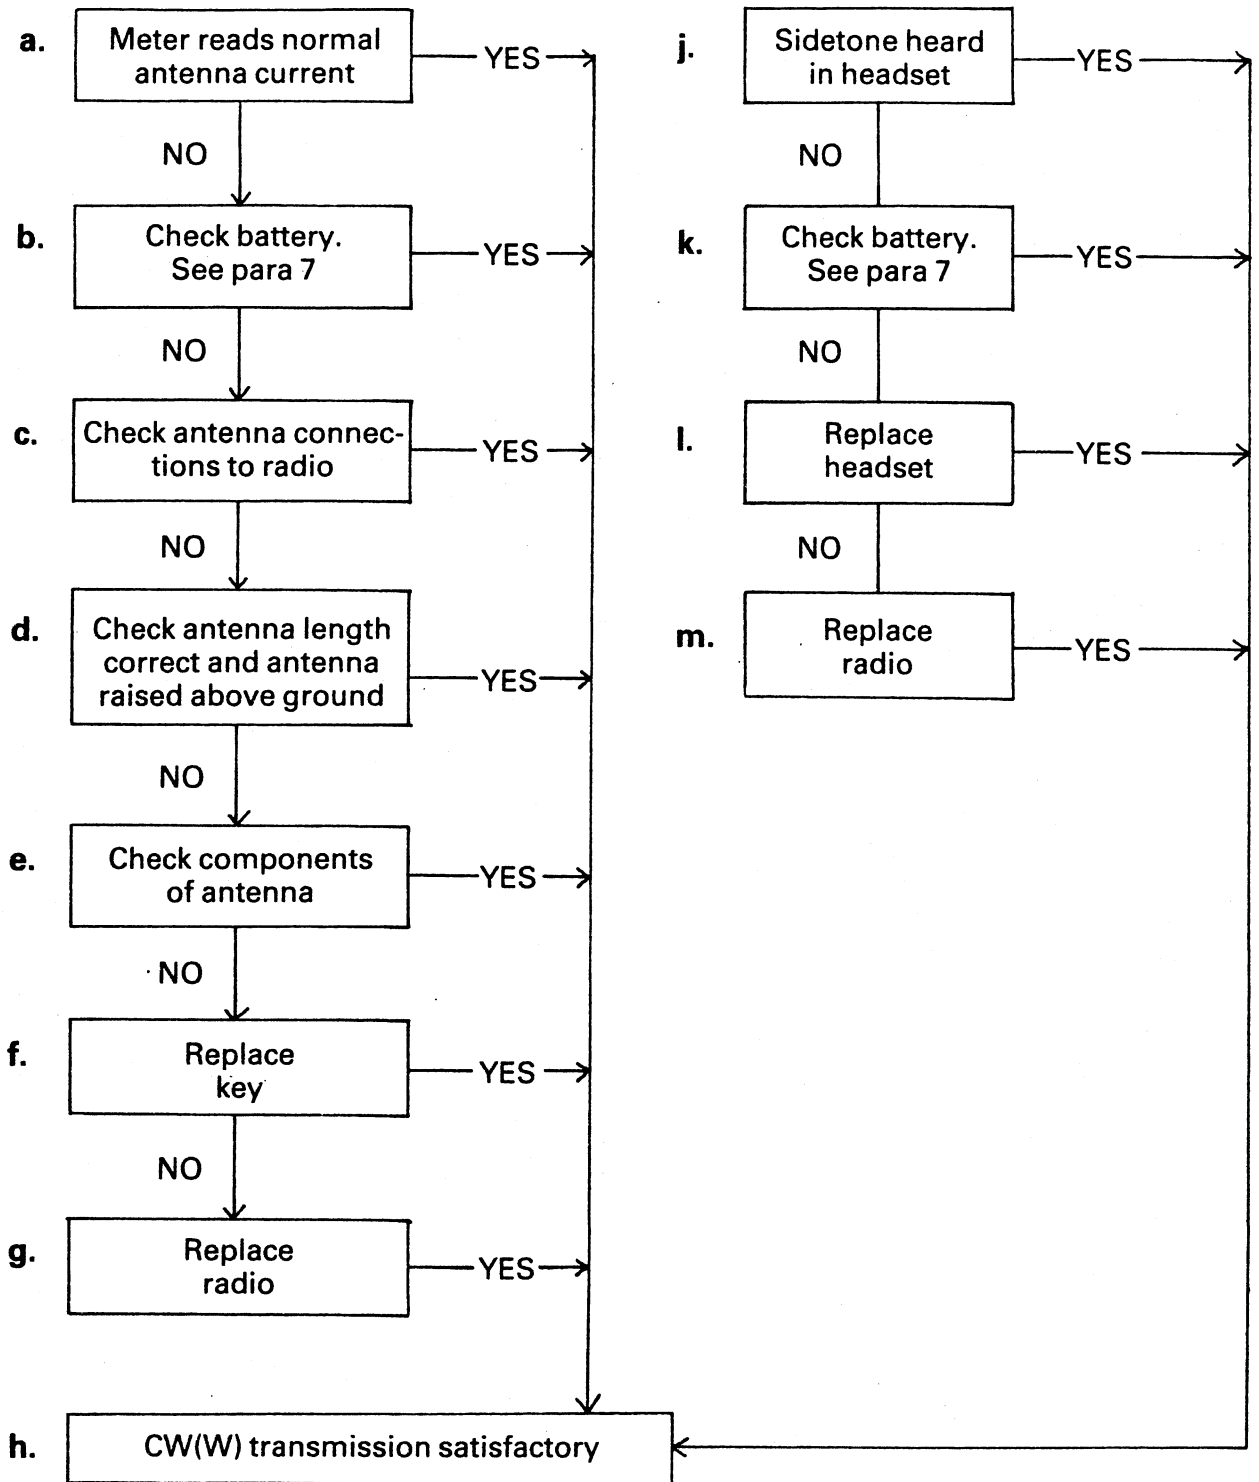 a.
Meter reads normal
antenna current
YES
NO
b.
Check battery.
See para 7
YES
NO
c.
Check antenna connec-
tions to radio
YES
NO
d.
Check antenna length
correct and antenna
raised above ground
YES
NO
e.
Check components
of antenna
YES
NO
f.
Replace
key
YES
NO
g.
Replace
radio
YES
h.
CW(W) transmission satisfactory
j.
Sidetone heard
in headset
YES
NO
k.
Check battery.
See para 7
YES
NO
l.
Replace
headset
YES
NO
m.
Replace
radio
YES